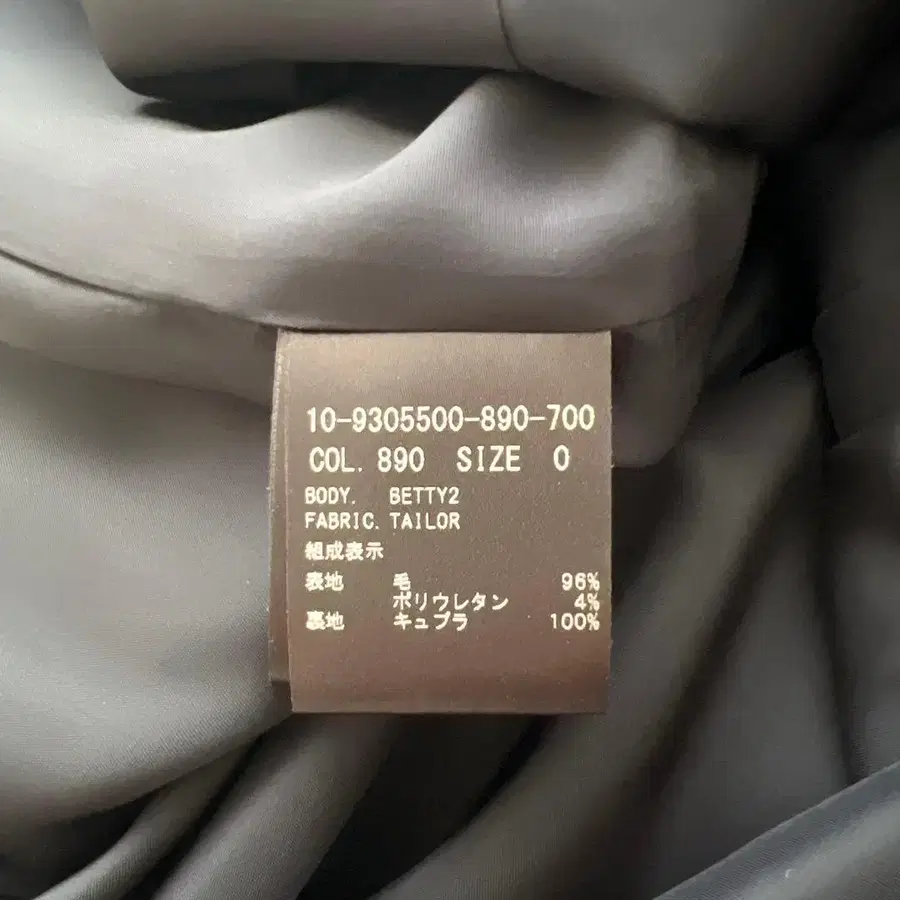 10-9305500-890-700
COL. 890 SIZE 0
BODY. BETTY2
FABRIC. TAILOR
組成表示
表地 毛 96%
ポリウレタン 4%
裏地 キュプラ 100%